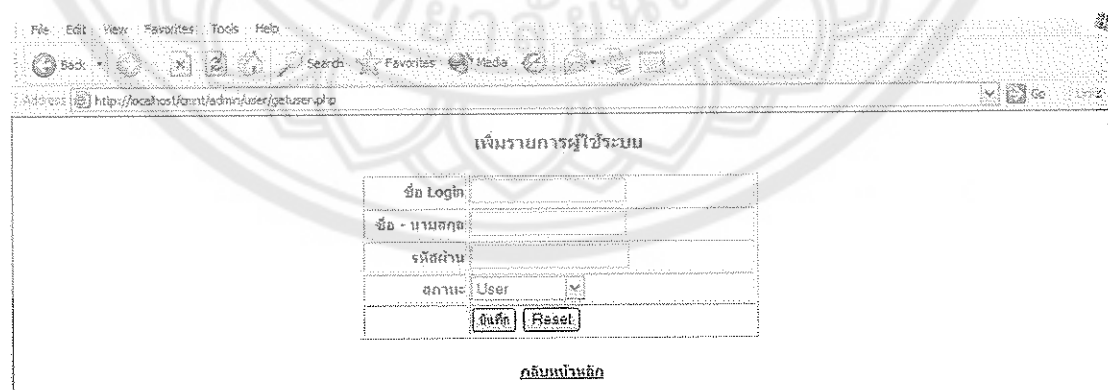 File Edit View Favorites Tools Help
Back Search Favorites Media
Address http://localhost/cmnt/admin/user/getuser.php Go
เพิ่มรายการผู้ใช้ระบบ
ชื่อ Login
ชื่อ - นามสกุล
รหัสผ่าน
สถานะ User
บันทึก Reset
กลับหน้าหลัก